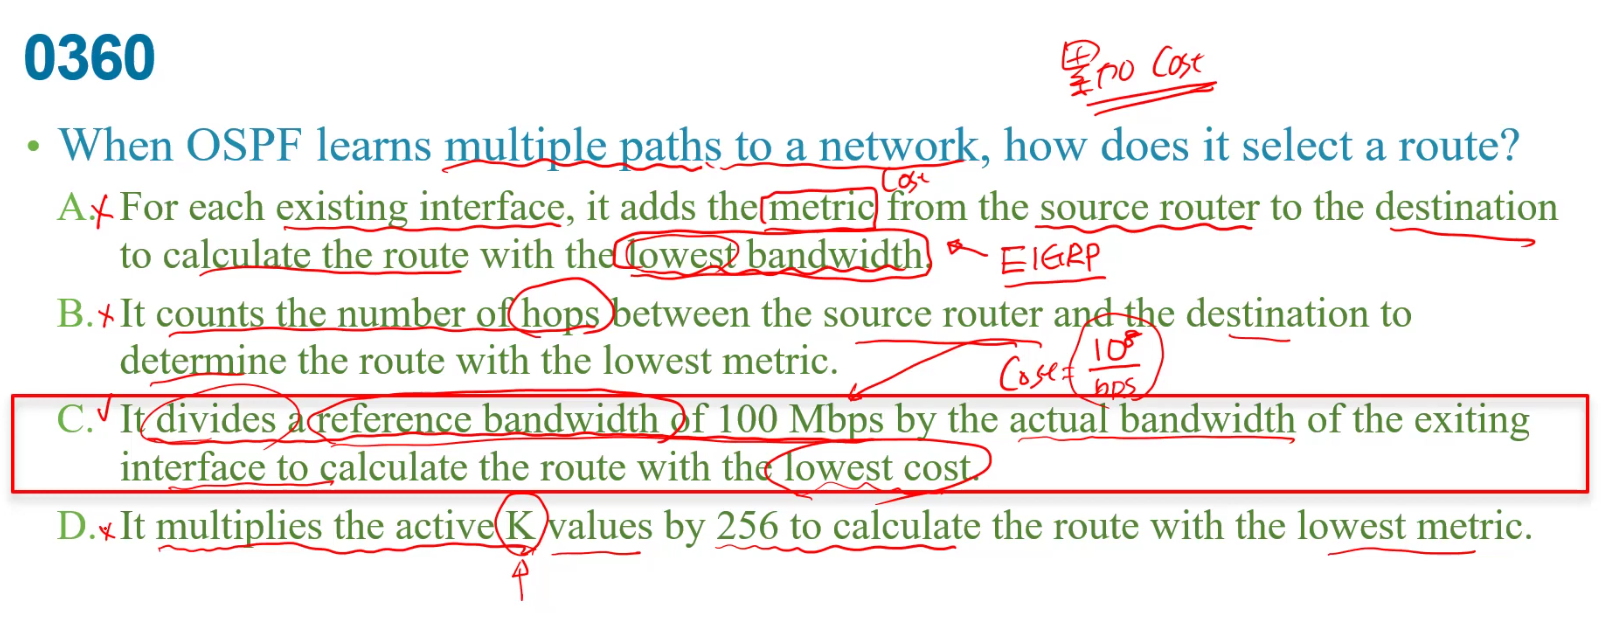 0360
累加 Cost
• When OSPF learns multiple paths to a network, how does it select a route?
Cost
A. × For each existing interface, it adds the metric from the source router to the destination
to calculate the route with the lowest bandwidth.
EIGRP
B. × It counts the number of hops between the source router and the destination to
determine the route with the lowest metric.
Cost = 10⁸/bps
C. ✓ It divides a reference bandwidth of 100 Mbps by the actual bandwidth of the exiting
interface to calculate the route with the lowest cost.
D. × It multiplies the active K values by 256 to calculate the route with the lowest metric.